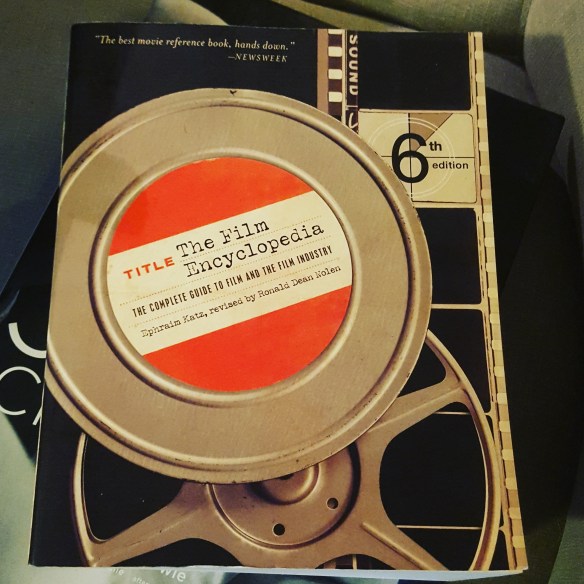 "The best movie reference book, hands down."
—NEWSWEEK
SOUND
6th
edition
TITLE The Film
Encyclopedia
THE COMPLETE GUIDE TO FILM AND THE FILM INDUSTRY
Ephraim Katz, revised by Ronald Dean Nolen